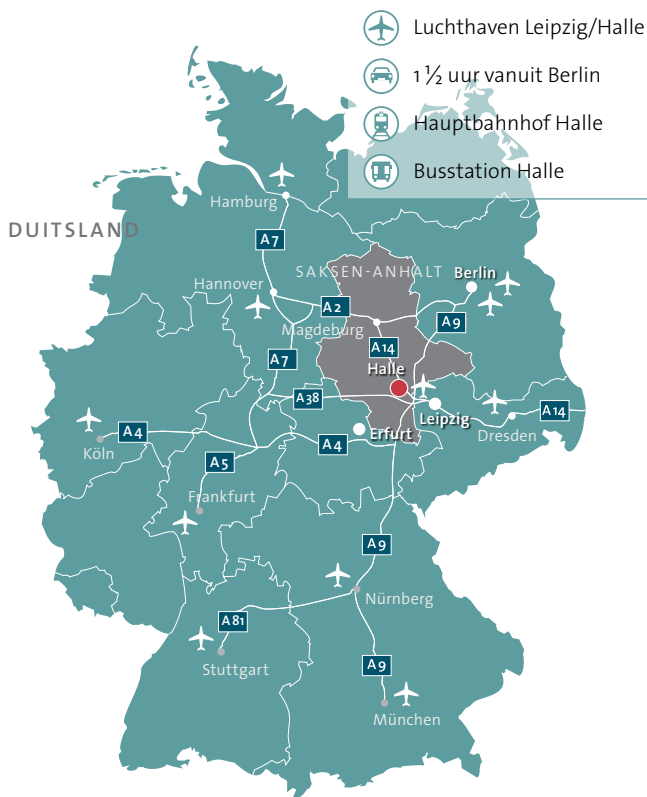 Luchthaven Leipzig/Halle
1 ½ uur vanuit Berlin
Hauptbahnhof Halle
Busstation Halle
Hamburg
DUITSLAND
A7
SAKSEN-ANHALT
Berlin
Hannover
A2
A9
Magdeburg
A14
A7
Halle
A38
Leipzig
A14
A4
Erfurt
Dresden
A4
Köln
A5
Frankfurt
A9
Nürnberg
A81
Stuttgart
A9
München